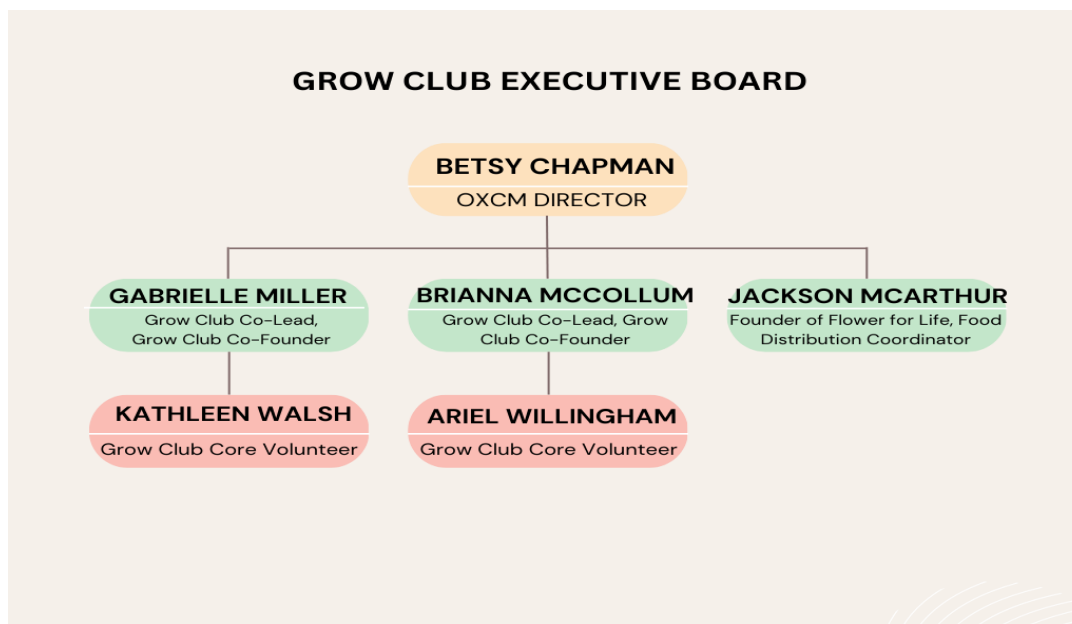 GROW CLUB EXECUTIVE BOARD
BETSY CHAPMAN
OXCM DIRECTOR
GABRIELLE MILLER
Grow Club Co-Lead,
Grow Club Co-Founder
BRIANNA MCCOLLUM
Grow Club Co-Lead, Grow
Club Co-Founder
JACKSON MCARTHUR
Founder of Flower for Life, Food
Distribution Coordinator
KATHLEEN WALSH
Grow Club Core Volunteer
ARIEL WILLINGHAM
Grow Club Core Volunteer